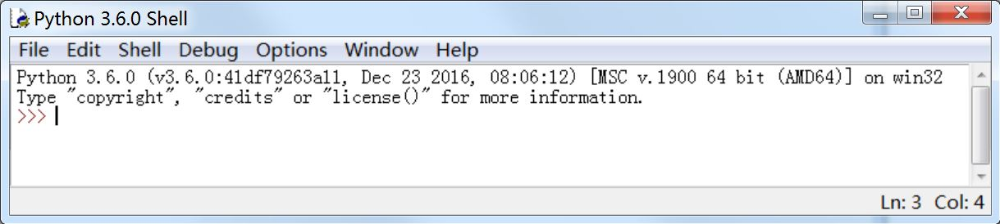 Python 3.6.0 Shell
File Edit Shell Debug Options Window Help
Python 3.6.0 (v3.6.0:41df79263a11, Dec 23 2016, 08:06:12) [MSC v.1900 64 bit (AMD64)] on win32
Type "copyright", "credits" or "license()" for more information.
>>>
Ln: 3 Col: 4